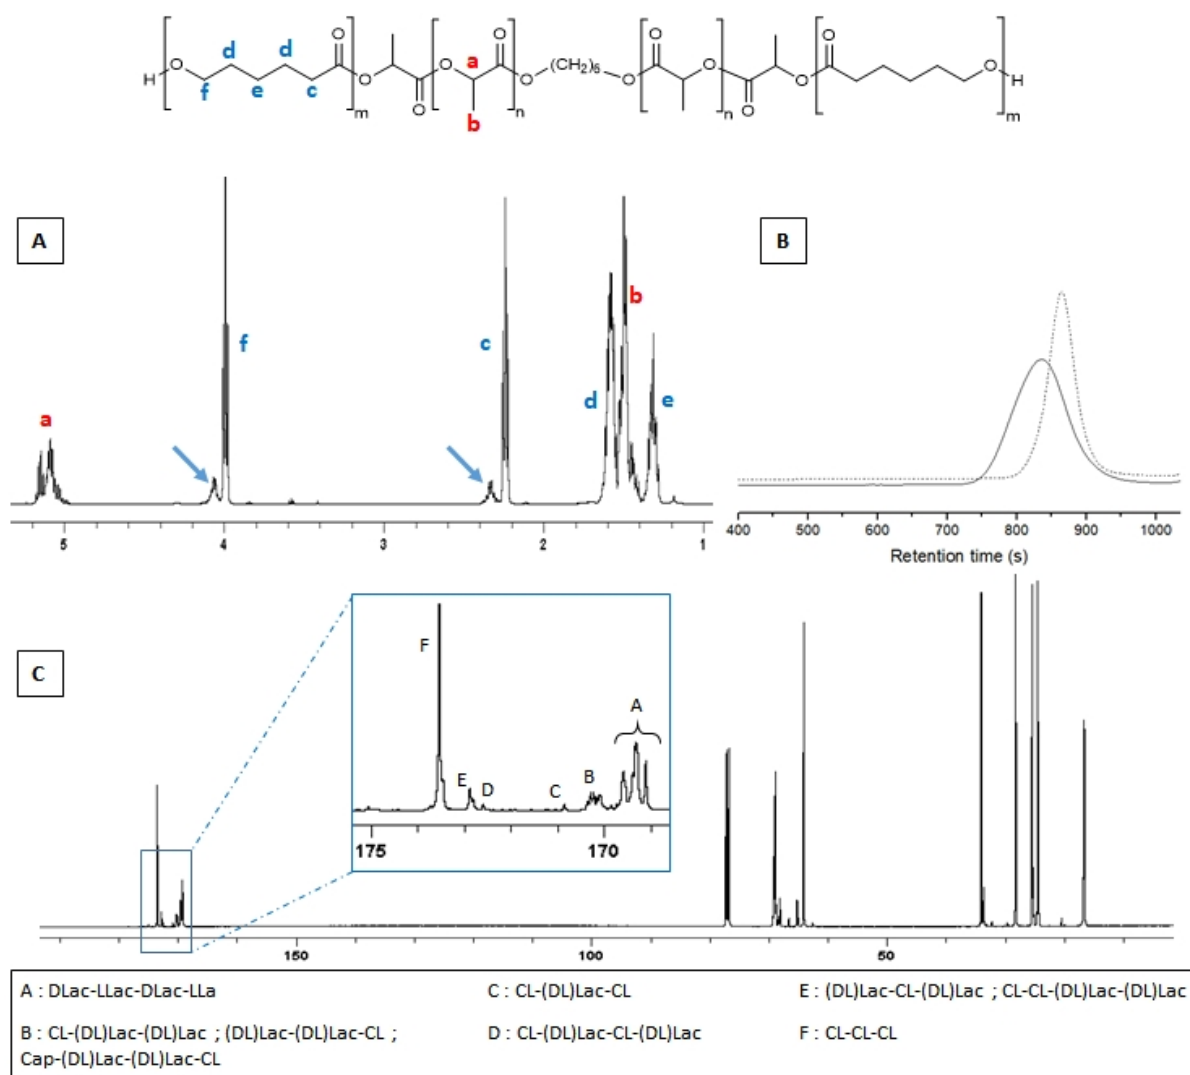 d d O O a O O O
H O O O O (CH₂)₅ O O O O H
f e c m O n n O m
b
A
B
a
f
c
b
d
e
5 4 3 2 1
400 500 600 700 800 900 1000
Retention time (s)
C
F
E
D
C
B
A
175 170
150 100 50
A : DLac-LLac-DLac-LLa C : CL-(DL)Lac-CL E : (DL)Lac-CL-(DL)Lac ; CL-CL-(DL)Lac-(DL)Lac
B : CL-(DL)Lac-(DL)Lac ; (DL)Lac-(DL)Lac-CL ; D : CL-(DL)Lac-CL-(DL)Lac F : CL-CL-CL
Cap-(DL)Lac-(DL)Lac-CL